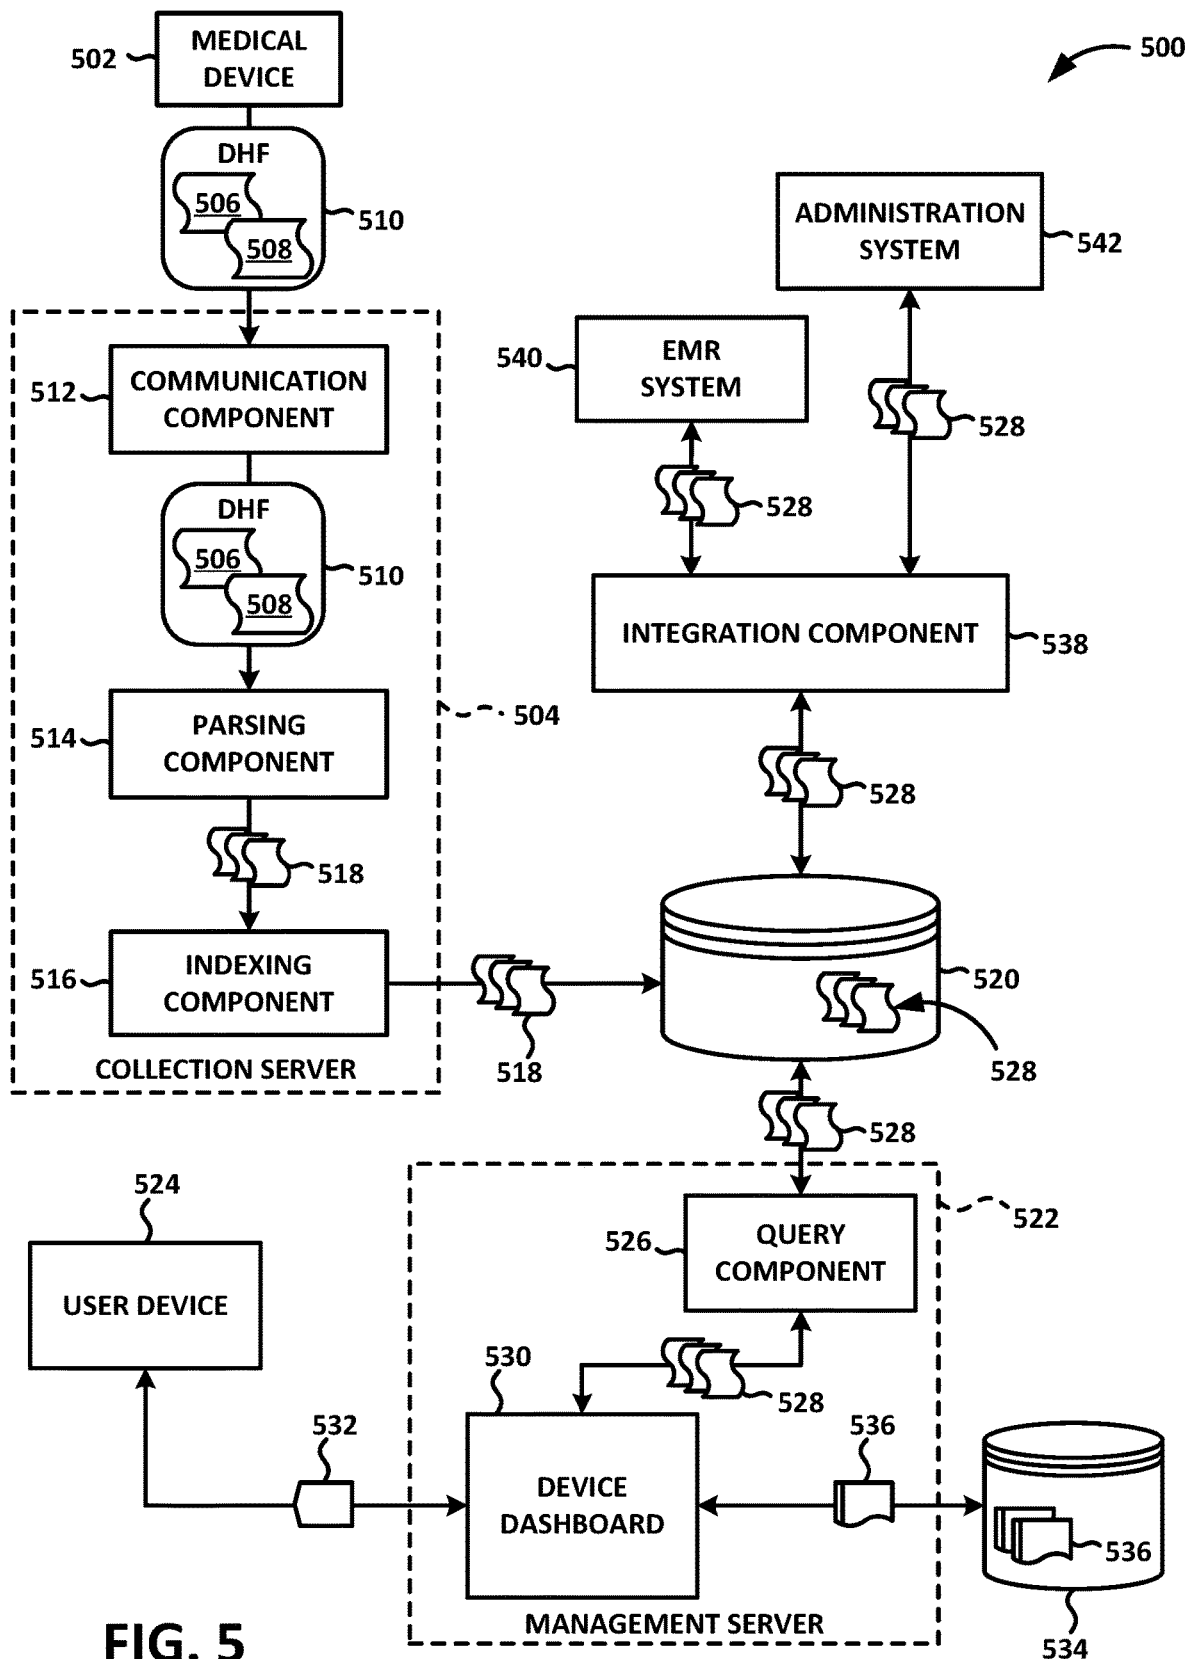 MEDICAL
DEVICE
502
500
DHF
506
508
510
ADMINISTRATION
SYSTEM
542
EMR
SYSTEM
540
COMMUNICATION
COMPONENT
512
528
528
DHF
506
508
510
INTEGRATION COMPONENT
538
PARSING
COMPONENT
514
504
528
518
INDEXING
COMPONENT
516
520
528
518
COLLECTION SERVER
528
524
522
QUERY
COMPONENT
526
USER DEVICE
530
528
532
536
DEVICE
DASHBOARD
536
MANAGEMENT SERVER
534
FIG. 5